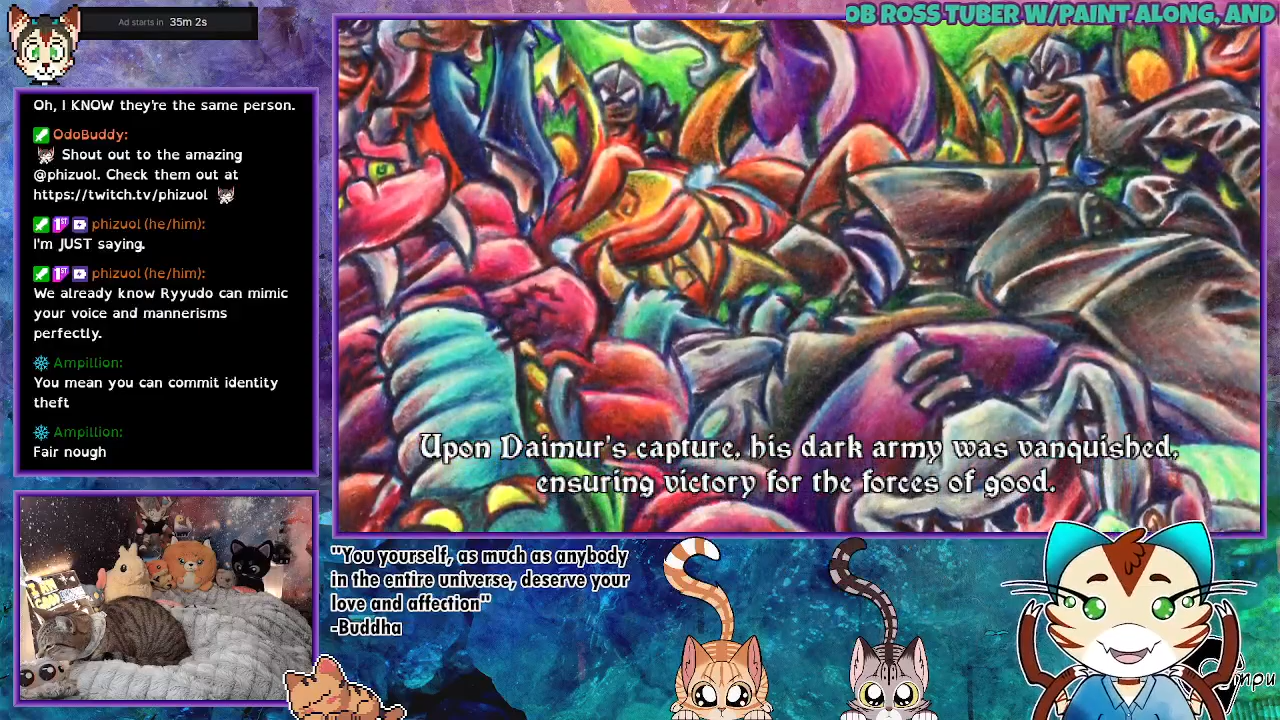 Ad starts in 35m 2s
OB ROSS TUBER W/PAINT ALONG, AND
Oh, I KNOW they're the same person.
OdoBuddy:
Shout out to the amazing
@phizuol. Check them out at
https://twitch.tv/phizuol
phizuol (he/him):
I'm JUST saying.
phizuol (he/him):
We already know Ryyudo can mimic
your voice and mannerisms
perfectly.
Ampillion:
You mean you can commit identity
theft
Ampillion:
Fair nough
Upon Daimur's capture, his dark army was vanquished,
ensuring victory for the forces of good.
"You yourself, as much as anybody
in the entire universe, deserve your
love and affection"
-Buddha